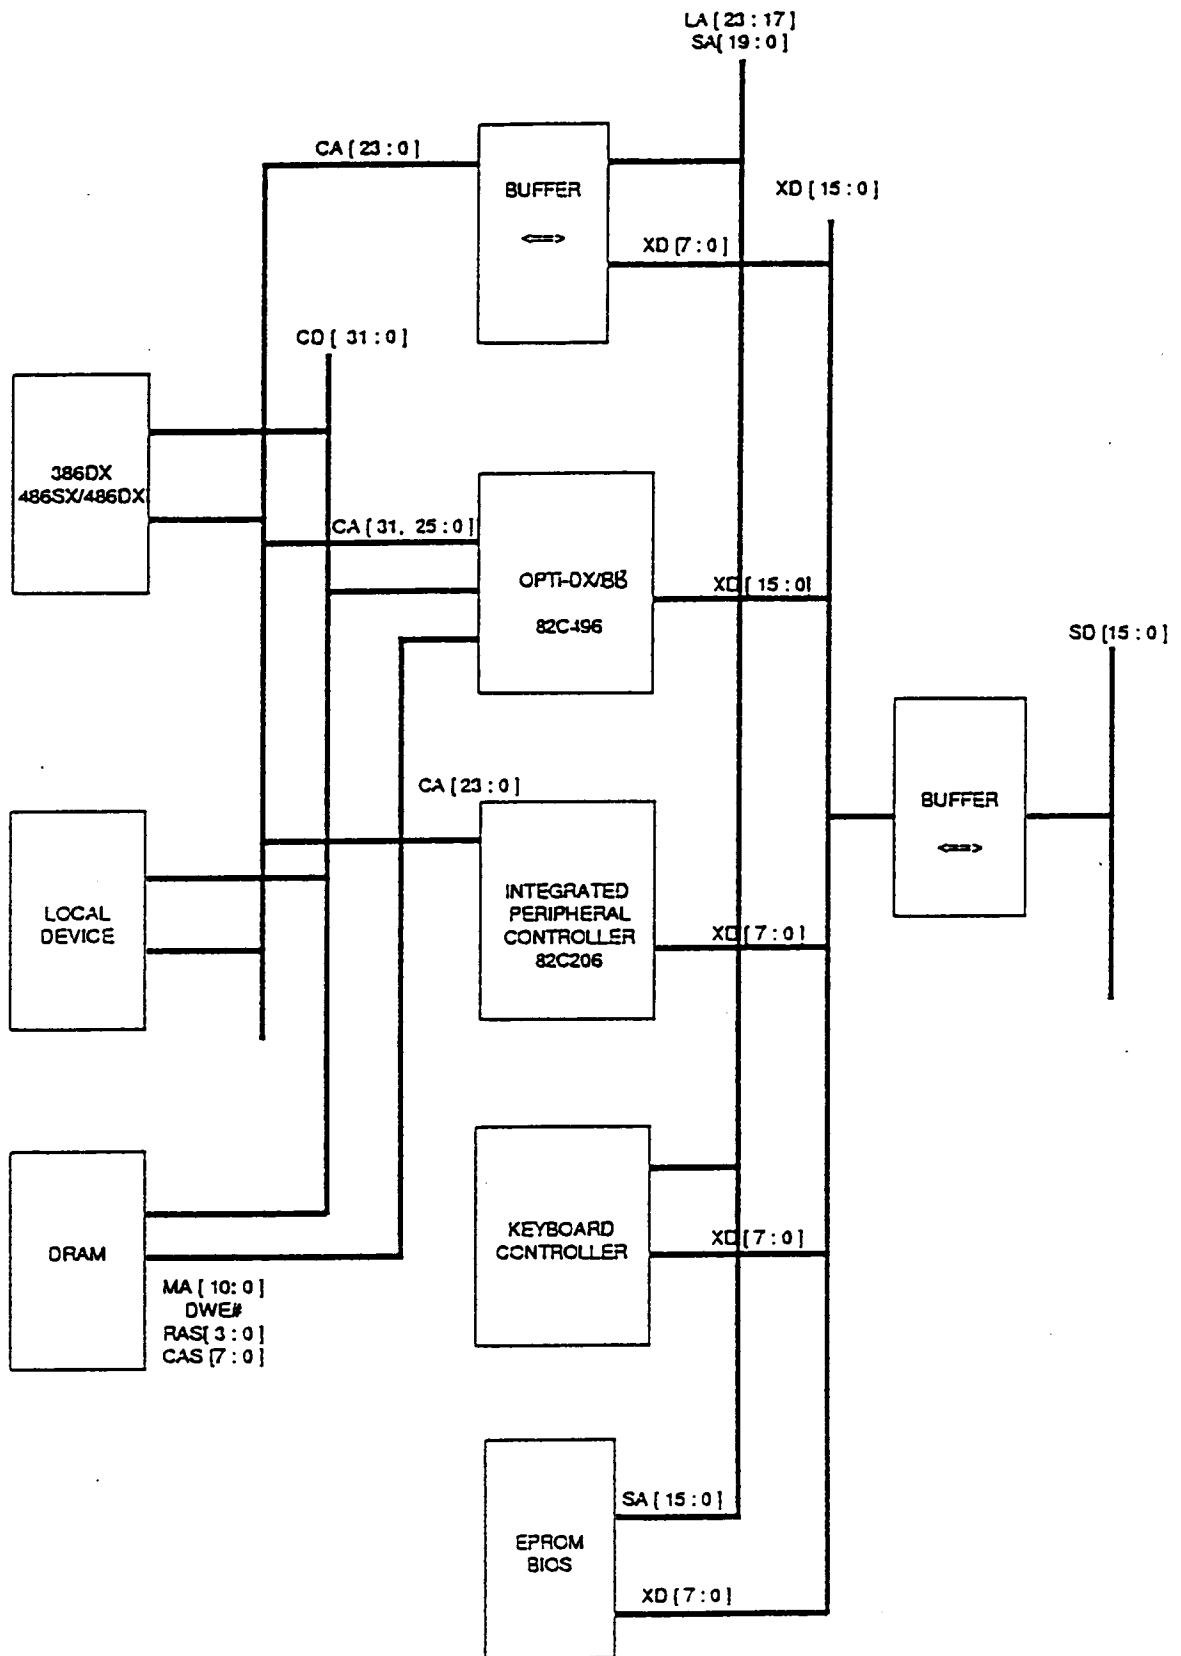 LA [ 23 : 17 ]
SA[ 19 : 0 ]
CA [ 23 : 0 ]
BUFFER
<==>
XD [ 15 : 0 ]
XD [ 7 : 0 ]
CD [ 31 : 0 ]
386DX
486SX/486DX
CA [ 31, 25 : 0 ]
OPTi-DX/BB
82C496
XD [ 15 : 0]
SD [15 : 0 ]
CA [ 23 : 0 ]
BUFFER
<==>
LOCAL
DEVICE
INTEGRATED
PERIPHERAL
CONTROLLER
82C206
XD [ 7 : 0 ]
DRAM
KEYBOARD
CONTROLLER
XD [ 7 : 0 ]
MA [ 10: 0 ]
DWE#
RAS[ 3 : 0 ]
CAS [7 : 0 ]
SA [ 15 : 0 ]
EPROM
BIOS
XD [ 7 : 0 ]